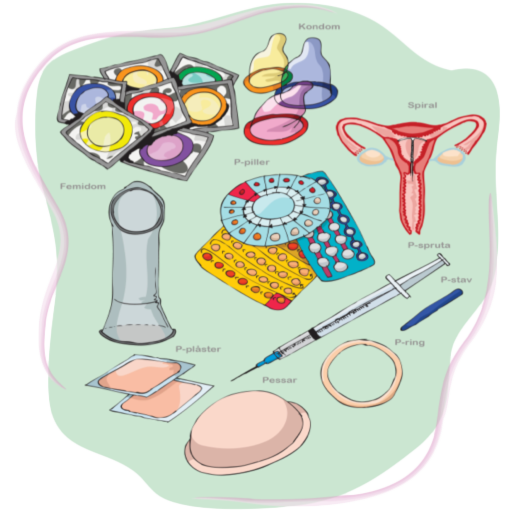 Kondom
Spiral
P-piller
Femidom
P-spruta
P-stav
P-plåster
P-ring
Pessar